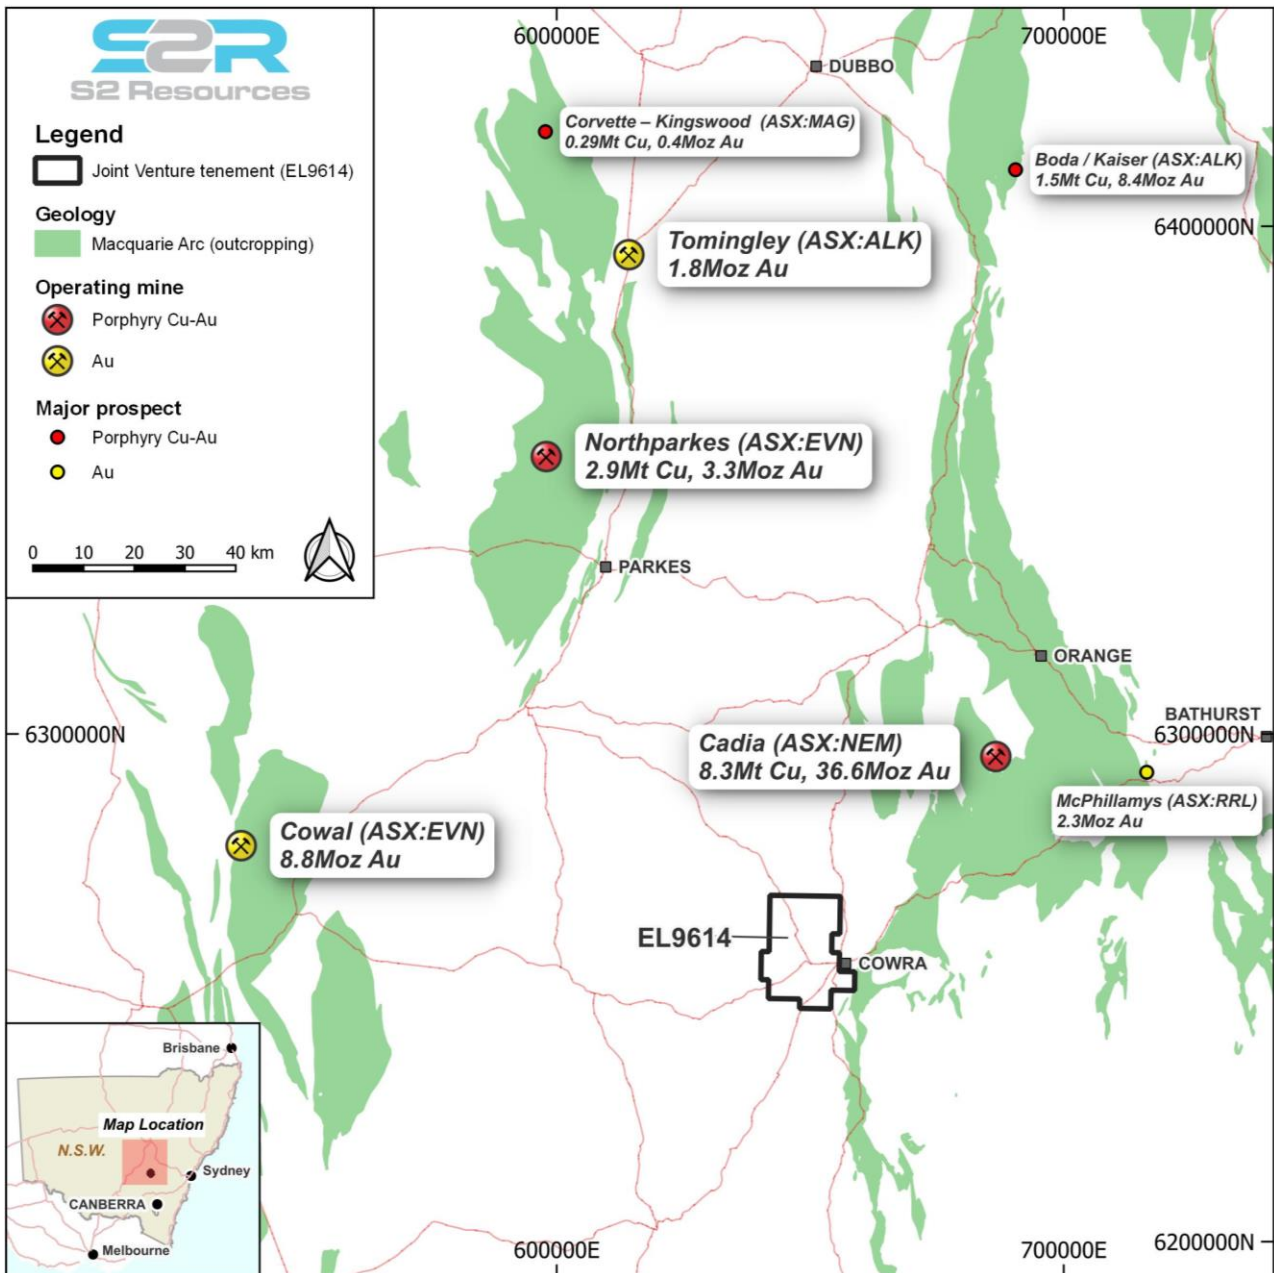 S2R
S2 Resources
Legend
Joint Venture tenement (EL9614)
Geology
Macquarie Arc (outcropping)
Operating mine
Porphyry Cu-Au
Au
Major prospect
Porphyry Cu-Au
Au
0 10 20 30 40 km
600000E
700000E
DUBBO
Corvette – Kingswood (ASX:MAG)
0.29Mt Cu, 0.4Moz Au
Boda / Kaiser (ASX:ALK)
1.5Mt Cu, 8.4Moz Au
6400000N
Tomingley (ASX:ALK)
1.8Moz Au
Northparkes (ASX:EVN)
2.9Mt Cu, 3.3Moz Au
PARKES
ORANGE
BATHURST
6300000N
6300000N
Cadia (ASX:NEM)
8.3Mt Cu, 36.6Moz Au
McPhillamys (ASX:RRL)
2.3Moz Au
Cowal (ASX:EVN)
8.8Moz Au
EL9614
COWRA
Brisbane
Map Location
N.S.W.
Sydney
CANBERRA
Melbourne
600000E
700000E
6200000N